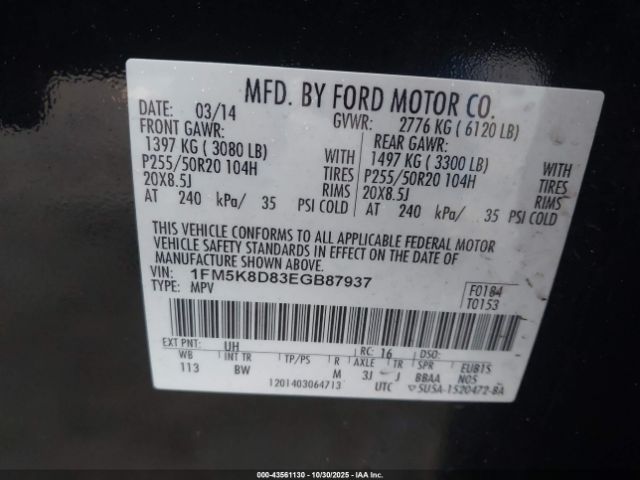 MFD. BY FORD MOTOR CO.
DATE: 03/14 GVWR: 2776 KG ( 6120 LB)
FRONT GAWR: REAR GAWR:
1397 KG ( 3080 LB) WITH 1497 KG ( 3300 LB) WITH
P255/50R20 104H TIRES P255/50R20 104H TIRES
20X8.5J RIMS 20X8.5J RIMS
AT 240 kPa/ 35 PSI COLD AT 240 kPa/ 35 PSI COLD
THIS VEHICLE CONFORMS TO ALL APPLICABLE FEDERAL MOTOR
VEHICLE SAFETY STANDARDS IN EFFECT ON THE DATE OF
MANUFACTURE SHOWN ABOVE.
VIN: 1FM5K8D83EGB87937 F0184
TYPE: MPV T0153
EXT PNT: UH RC: 16 DSO:
WB INT TR TP/PS R AXLE TR SPR EUB1S
113 BW M 3J J BBAA N05
1201403064713 UTC ▽5U5A-1520472-BA
000-43561130 - 10/30/2025 - IAAI.com